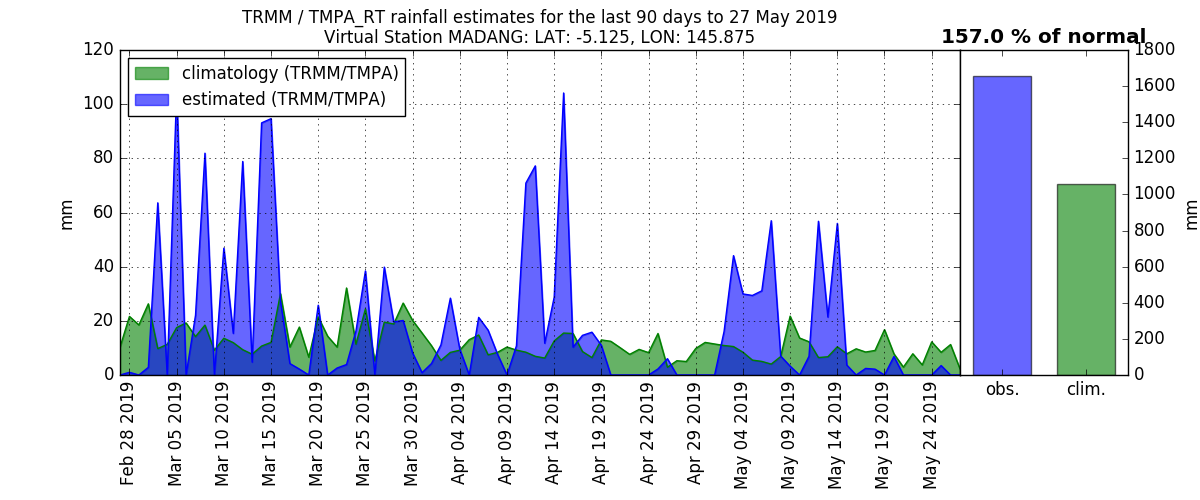 TRMM / TMPA_RT rainfall estimates for the last 90 days to 27 May 2019
Virtual Station MADANG: LAT: -5.125, LON: 145.875
157.0 % of normal
climatology (TRMM/TMPA)
estimated (TRMM/TMPA)
120
100
80
60
40
20
0
mm
Feb 28 2019
Mar 05 2019
Mar 10 2019
Mar 15 2019
Mar 20 2019
Mar 25 2019
Mar 30 2019
Apr 04 2019
Apr 09 2019
Apr 14 2019
Apr 19 2019
Apr 24 2019
Apr 29 2019
May 04 2019
May 09 2019
May 14 2019
May 19 2019
May 24 2019
obs.
clim.
1800
1600
1400
1200
1000
800
600
400
200
0
mm